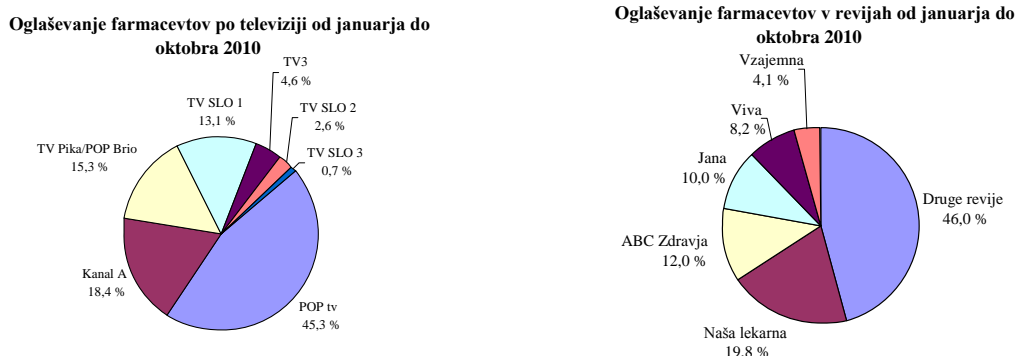 Oglaševanje farmacevtov po televiziji od januarja do
oktobra 2010
TV3
4,6 %
TV SLO 1
13,1 %
TV SLO 2
2,6 %
TV Pika/POP Brio
15,3 %
TV SLO 3
0,7 %
Kanal A
18,4 %
POP tv
45,3 %
Oglaševanje farmacevtov v revijah od januarja do
oktobra 2010
Vzajemna
4,1 %
Viva
8,2 %
Jana
10,0 %
Druge revije
46,0 %
ABC Zdravja
12,0 %
Naša lekarna
19,8 %